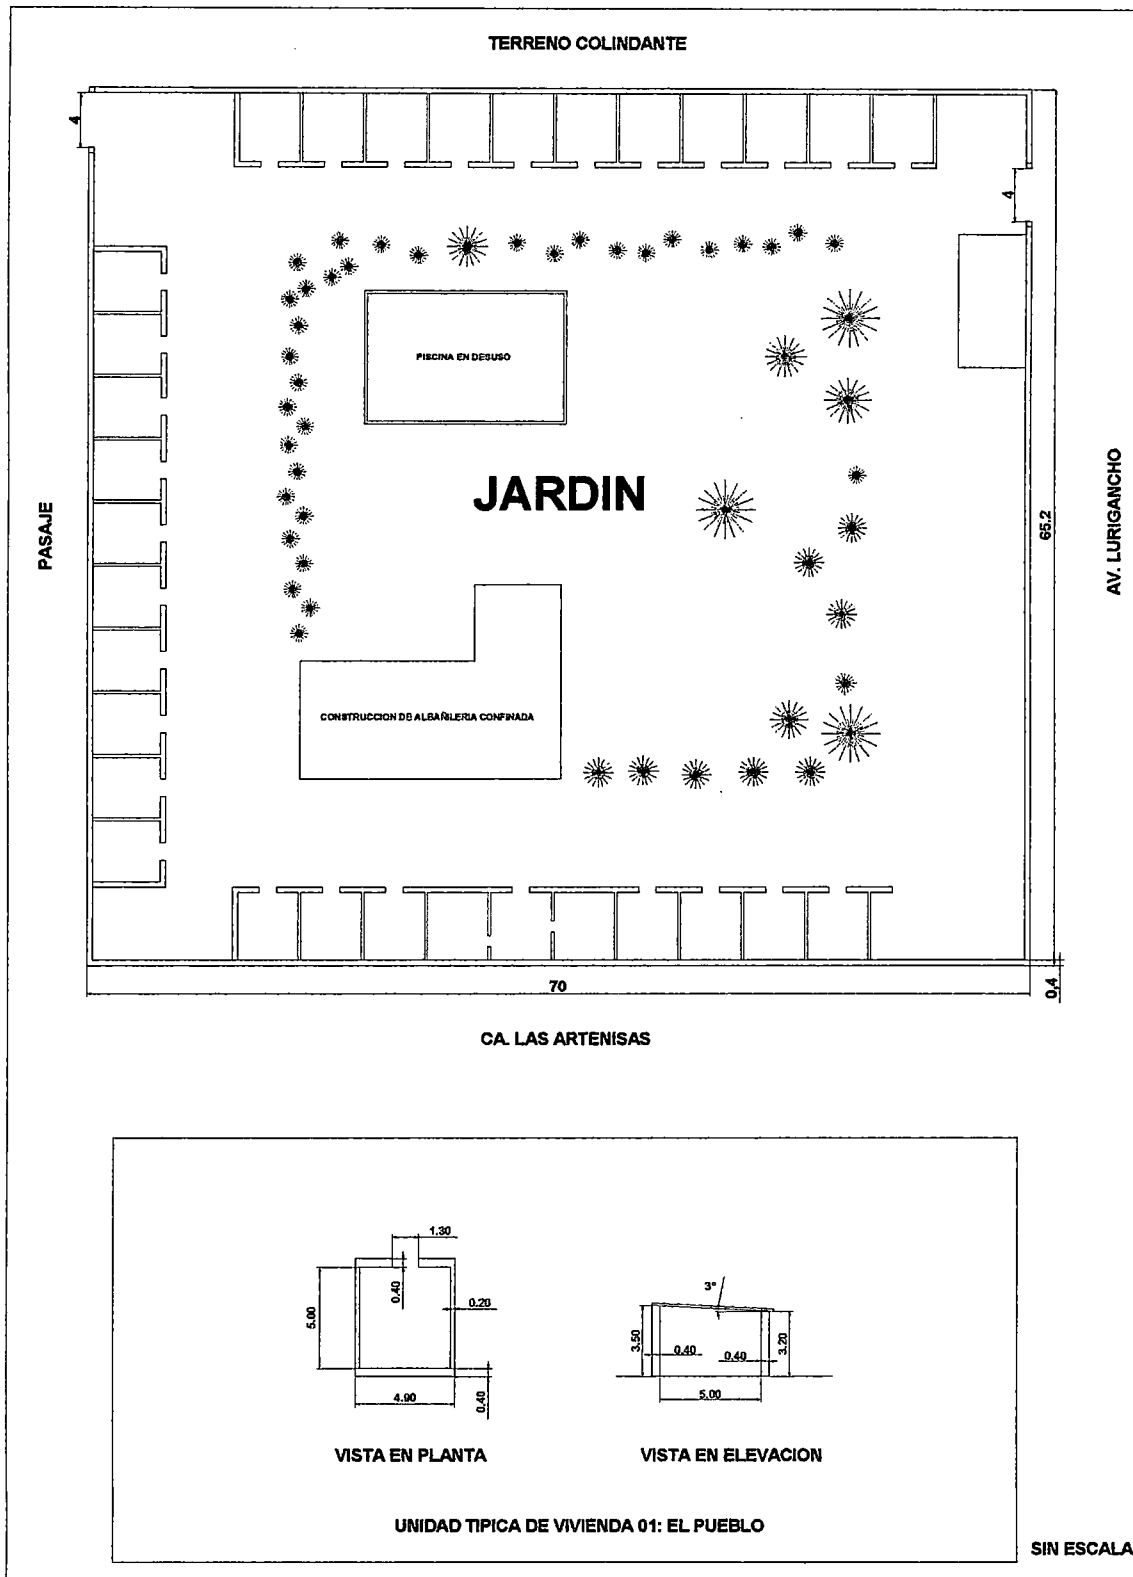 TERRENO COLINDANTE
4
4
PISCINA EN DESUSO
JARDIN
PASAJE
65.2
AV. LURIGANCHO
CONSTRUCCION DE ALBAÑILERIA CONFINADA
70
0,4
CA. LAS ARTENISAS
1.30
0.40
5.00
0.20
4.90
0.40
3°
3.50
0.40
0.40
3.20
5.00
VISTA EN PLANTA
VISTA EN ELEVACION
UNIDAD TIPICA DE VIVIENDA 01: EL PUEBLO
SIN ESCALA